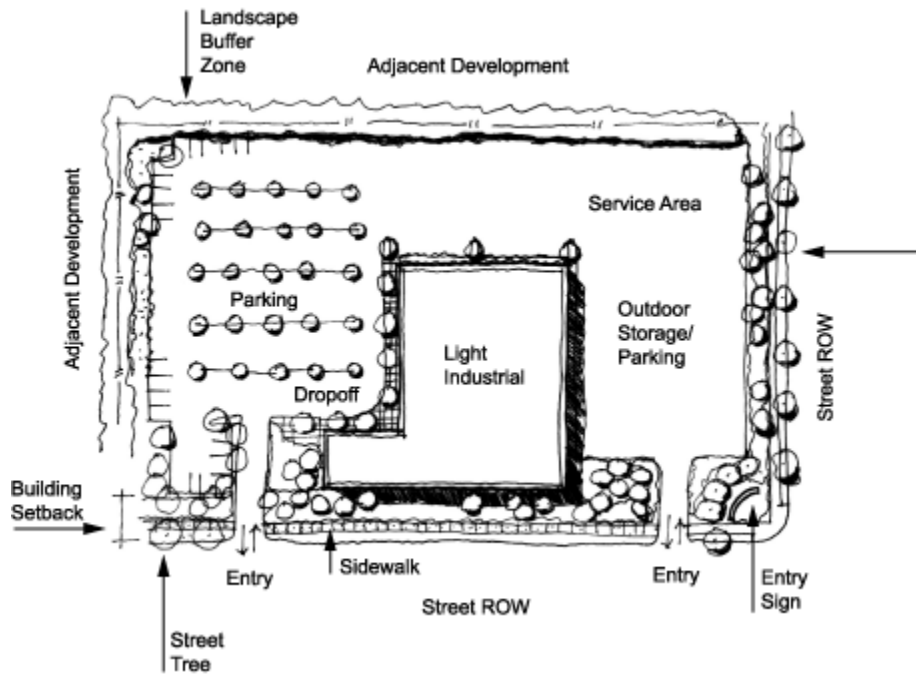 Landscape
Buffer
Zone
Adjacent Development
Adjacent Development
Service Area
Parking
Outdoor
Storage/
Parking
Light
Industrial
Dropoff
Street ROW
Building
Setback
Entry
Sidewalk
Entry
Entry
Sign
Street ROW
Street
Tree